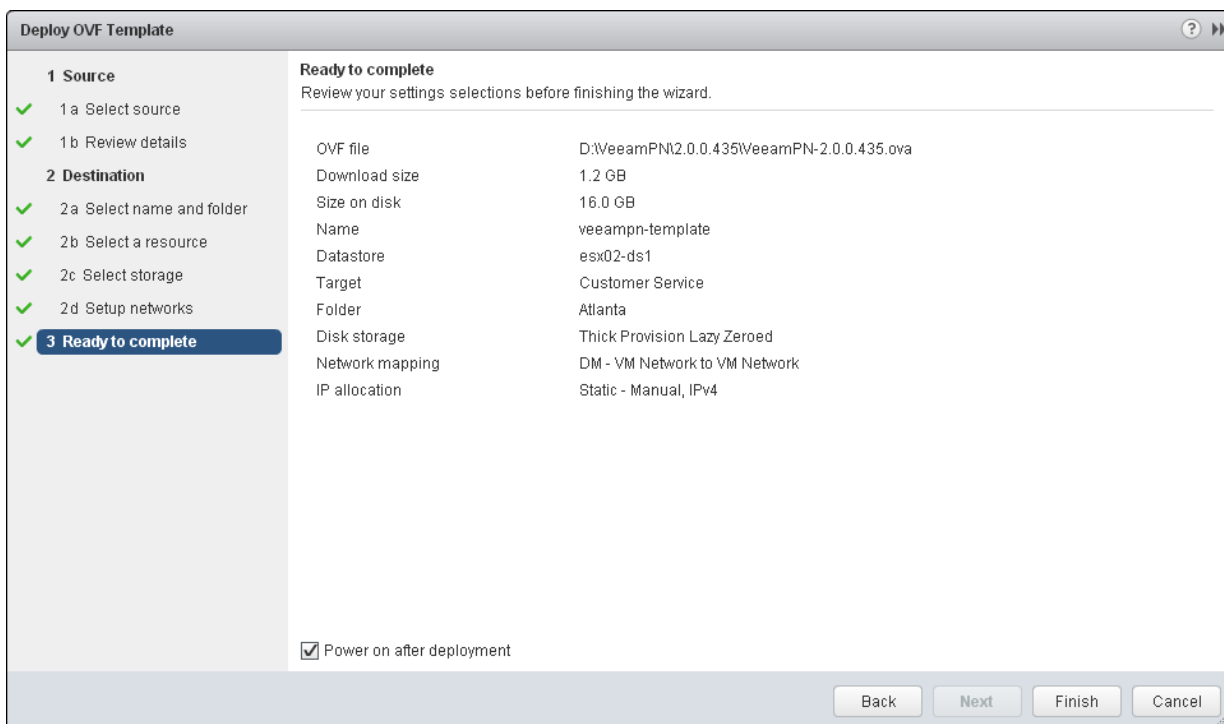 Deploy OVF Template
?
1 Source
1a Select source
1b Review details
2 Destination
2a Select name and folder
2b Select a resource
2c Select storage
2d Setup networks
3 Ready to complete
Ready to complete
Review your settings selections before finishing the wizard.
OVF file D:\VeeamPN\2.0.0.435\VeeamPN-2.0.0.435.ova
Download size 1.2 GB
Size on disk 16.0 GB
Name veeampn-template
Datastore esx02-ds1
Target Customer Service
Folder Atlanta
Disk storage Thick Provision Lazy Zeroed
Network mapping DM - VM Network to VM Network
IP allocation Static - Manual, IPv4
Power on after deployment
Back Next Finish Cancel